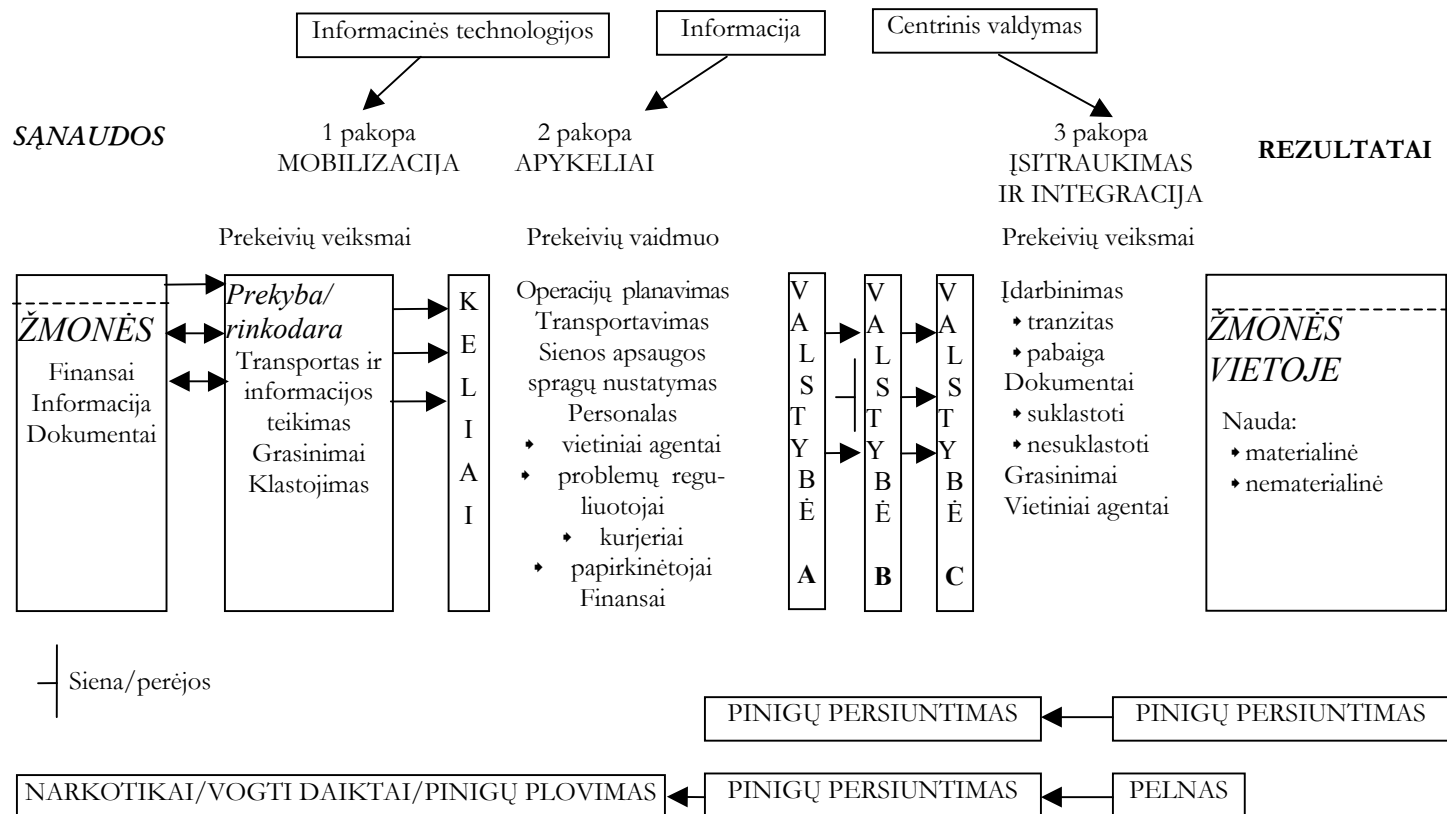 Informacinės technologijos
Informacija
Centrinis valdymas
SĄNAUDOS
1 pakopa
MOBILIZACIJA
2 pakopa
APYKELIAI
3 pakopa
ĮSITRAUKIMAS
IR INTEGRACIJA
REZULTATAI
Prekeivių veiksmai
Prekeivių vaidmuo
Prekeivių veiksmai
ŽMONĖS
Finansai
Informacija
Dokumentai
Prekyba/
rinkodara
Transportas ir
informacijos
teikimas
Grasinimai
Klastojimas
K
E
L
I
A
I
Operacijų planavimas
Transportavimas
Sienos apsaugos
spragų nustatymas
Personalas
vietiniai agentai
problemų regu-
liuotojai
kurjeriai
papirkinėtojai
Finansai
V
A
L
S
T
Y
B
Ė
A
V
A
L
S
T
Y
B
Ė
B
V
A
L
S
T
Y
B
Ė
C
Įdarbinimas
tranzitas
pabaiga
Dokumentai
suklastoti
nesuklastoti
Grasinimai
Vietiniai agentai
ŽMONĖS
VIETOJE
Nauda:
materialinė
nematerialinė
Siena/perėjos
PINIGŲ PERSIUNTIMAS
PINIGŲ PERSIUNTIMAS
NARKOTIKAI/VOGTI DAIKTAI/PINIGŲ PLOVIMAS
PINIGŲ PERSIUNTIMAS
PELNAS